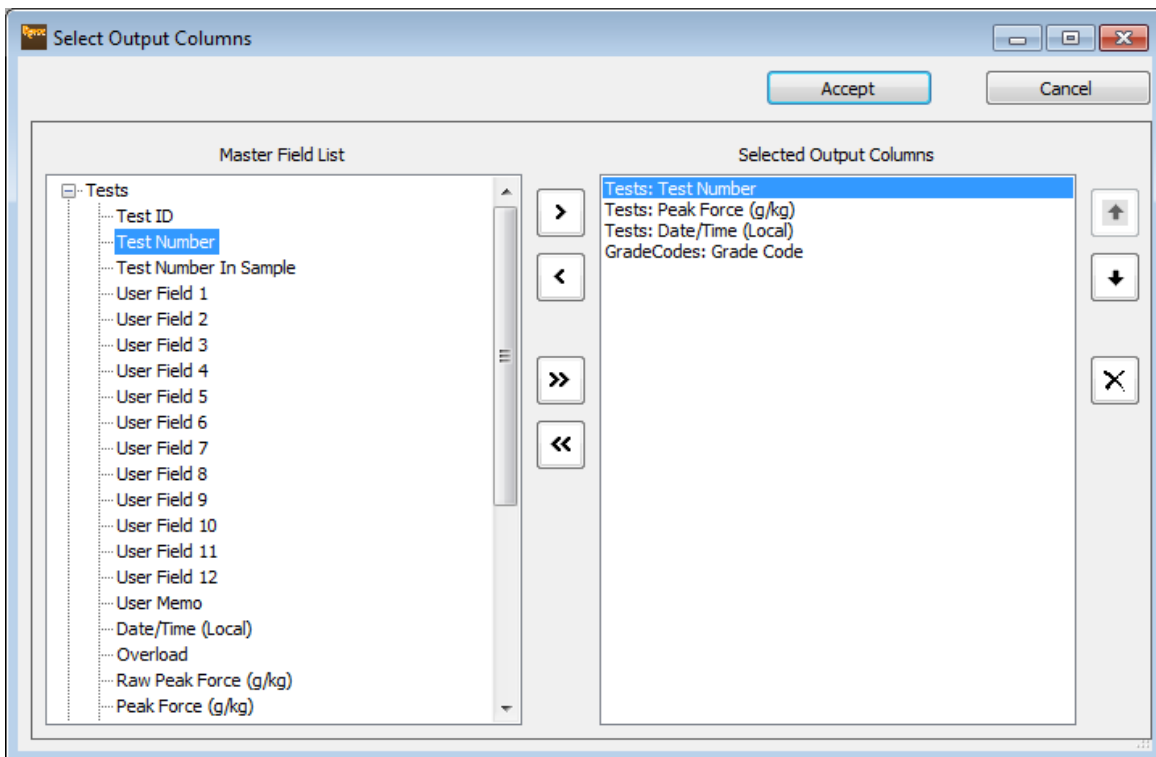 Select Output Columns
Accept
Cancel
Master Field List
Selected Output Columns
Tests
Test ID
Test Number
Test Number In Sample
User Field 1
User Field 2
User Field 3
User Field 4
User Field 5
User Field 6
User Field 7
User Field 8
User Field 9
User Field 10
User Field 11
User Field 12
User Memo
Date/Time (Local)
Overload
Raw Peak Force (g/kg)
Peak Force (g/kg)
>
<
>>
<<
Tests: Test Number
Tests: Peak Force (g/kg)
Tests: Date/Time (Local)
GradeCodes: Grade Code